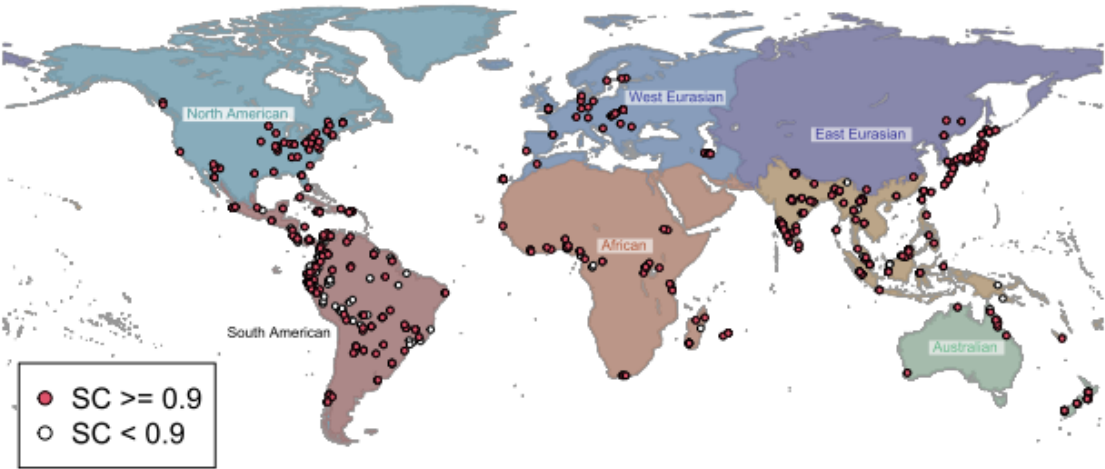 North American
West Eurasian
East Eurasian
African
South American
Australian
SC >= 0.9
SC < 0.9